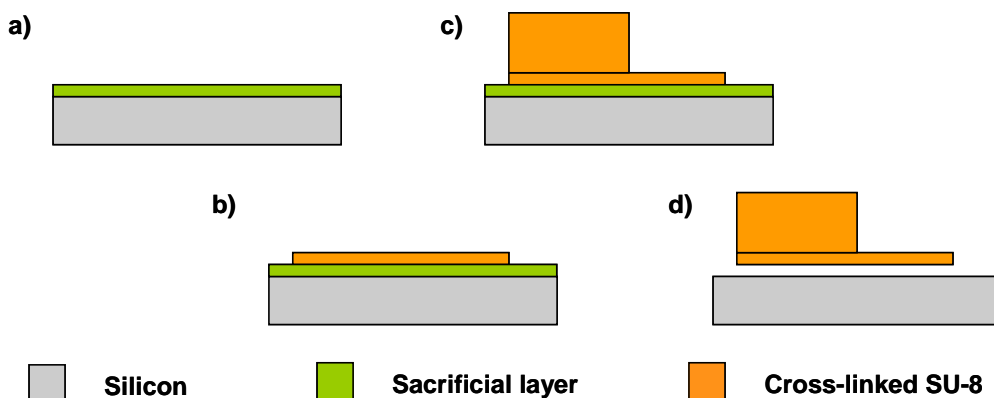 a)
c)
b)
d)
Silicon
Sacrificial layer
Cross-linked SU-8